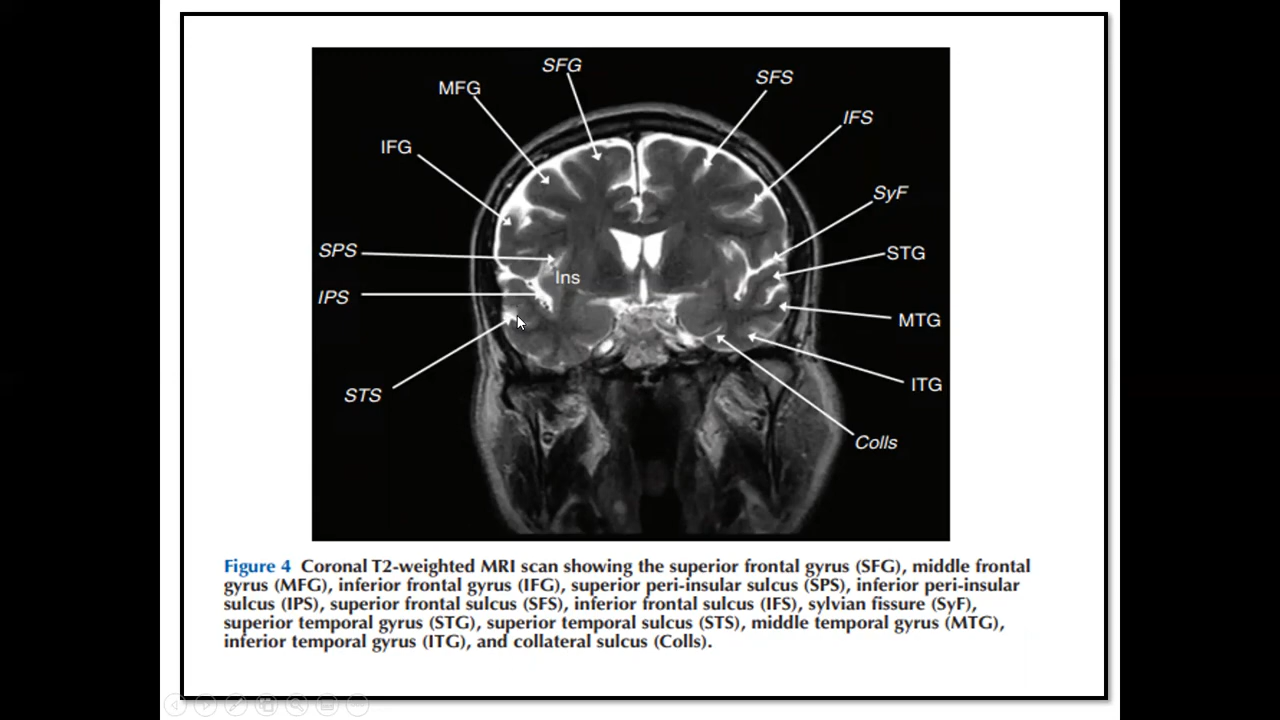 SFG
SFS
MFG
IFS
IFG
SyF
SPS
STG
Ins
IPS
MTG
ITG
STS
Colls
Figure 4 Coronal T2-weighted MRI scan showing the superior frontal gyrus (SFG), middle frontal
gyrus (MFG), inferior frontal gyrus (IFG), superior peri-insular sulcus (SPS), inferior peri-insular
sulcus (IPS), superior frontal sulcus (SFS), inferior frontal sulcus (IFS), sylvian fissure (SyF),
superior temporal gyrus (STG), superior temporal sulcus (STS), middle temporal gyrus (MTG),
inferior temporal gyrus (ITG), and collateral sulcus (Colls).